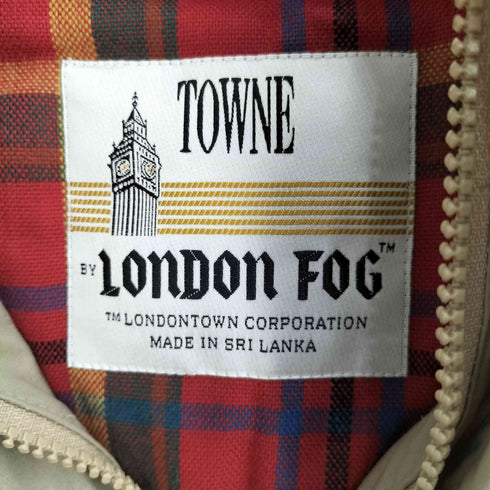 TOWNE
BY LONDON FOG™
™ LONDONTOWN CORPORATION
MADE IN SRI LANKA